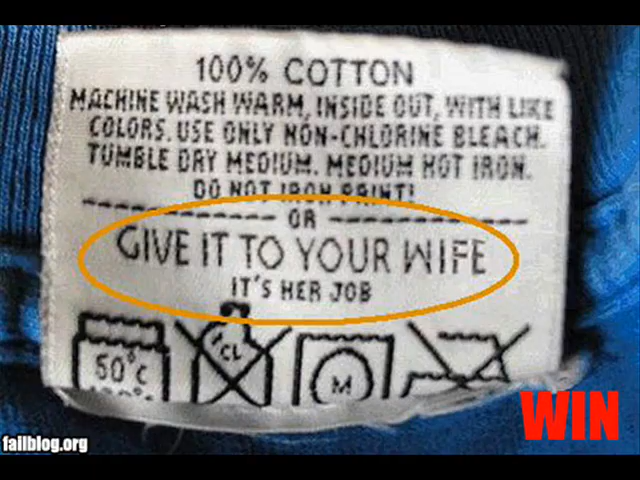 100% COTTON
MACHINE WASH WARM, INSIDE OUT, WITH LIKE
COLORS. USE ONLY NON-CHLORINE BLEACH.
TUMBLE DRY MEDIUM. MEDIUM HOT IRON.
DO NOT IRON PRINT!
OR
GIVE IT TO YOUR WIFE
IT'S HER JOB
50°C
HCL
M
WIN
failblog.org